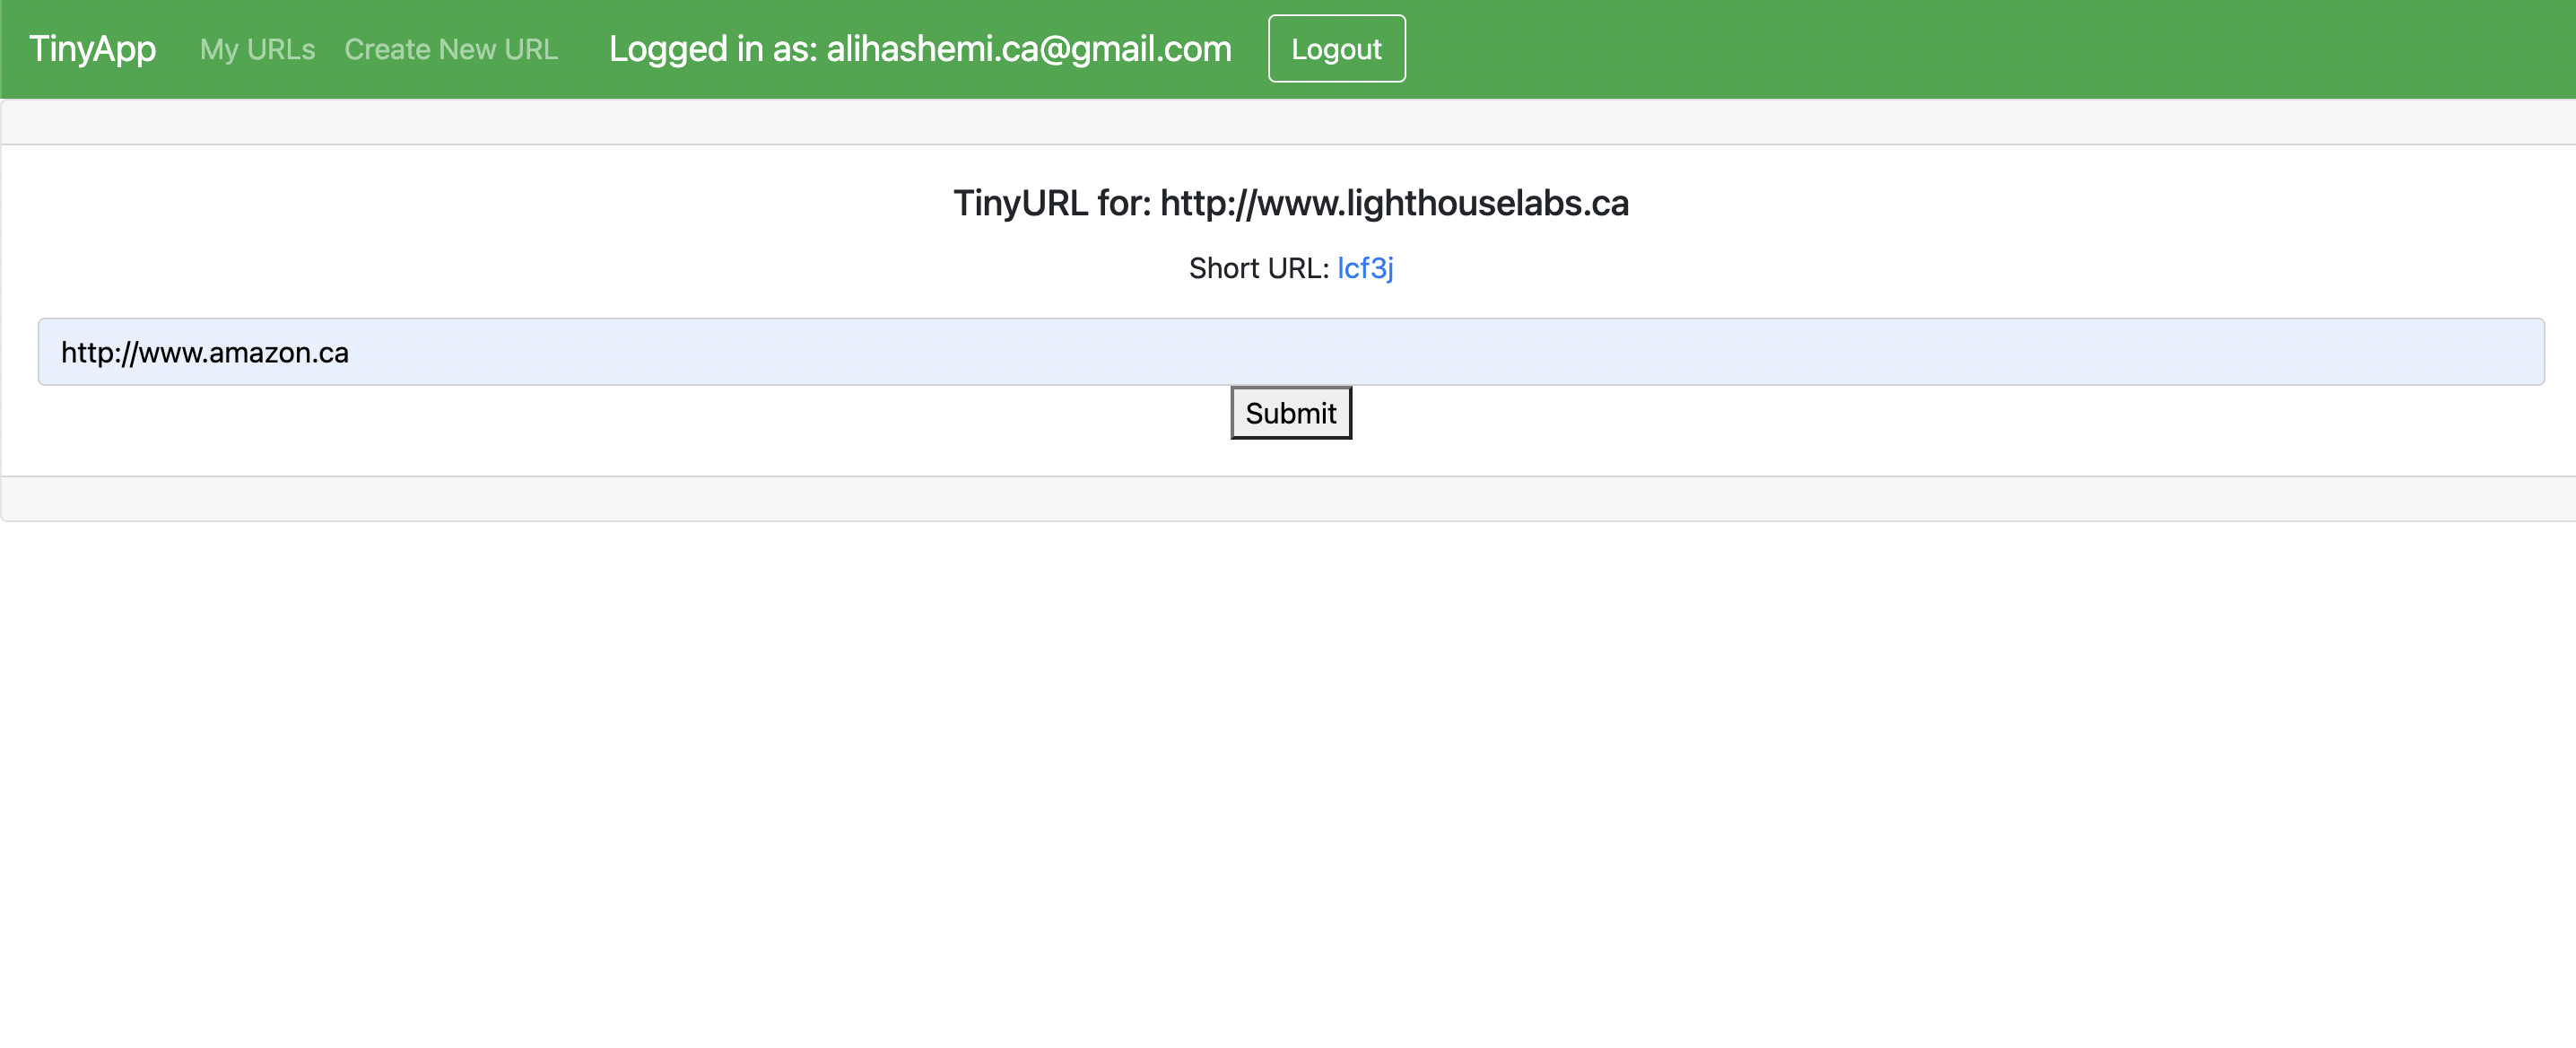 TinyApp My URLs Create New URL Logged in as: alihashemi.ca@gmail.com Logout
TinyURL for: http://www.lighthouselabs.ca
Short URL: lcf3j
http://www.amazon.ca
Submit